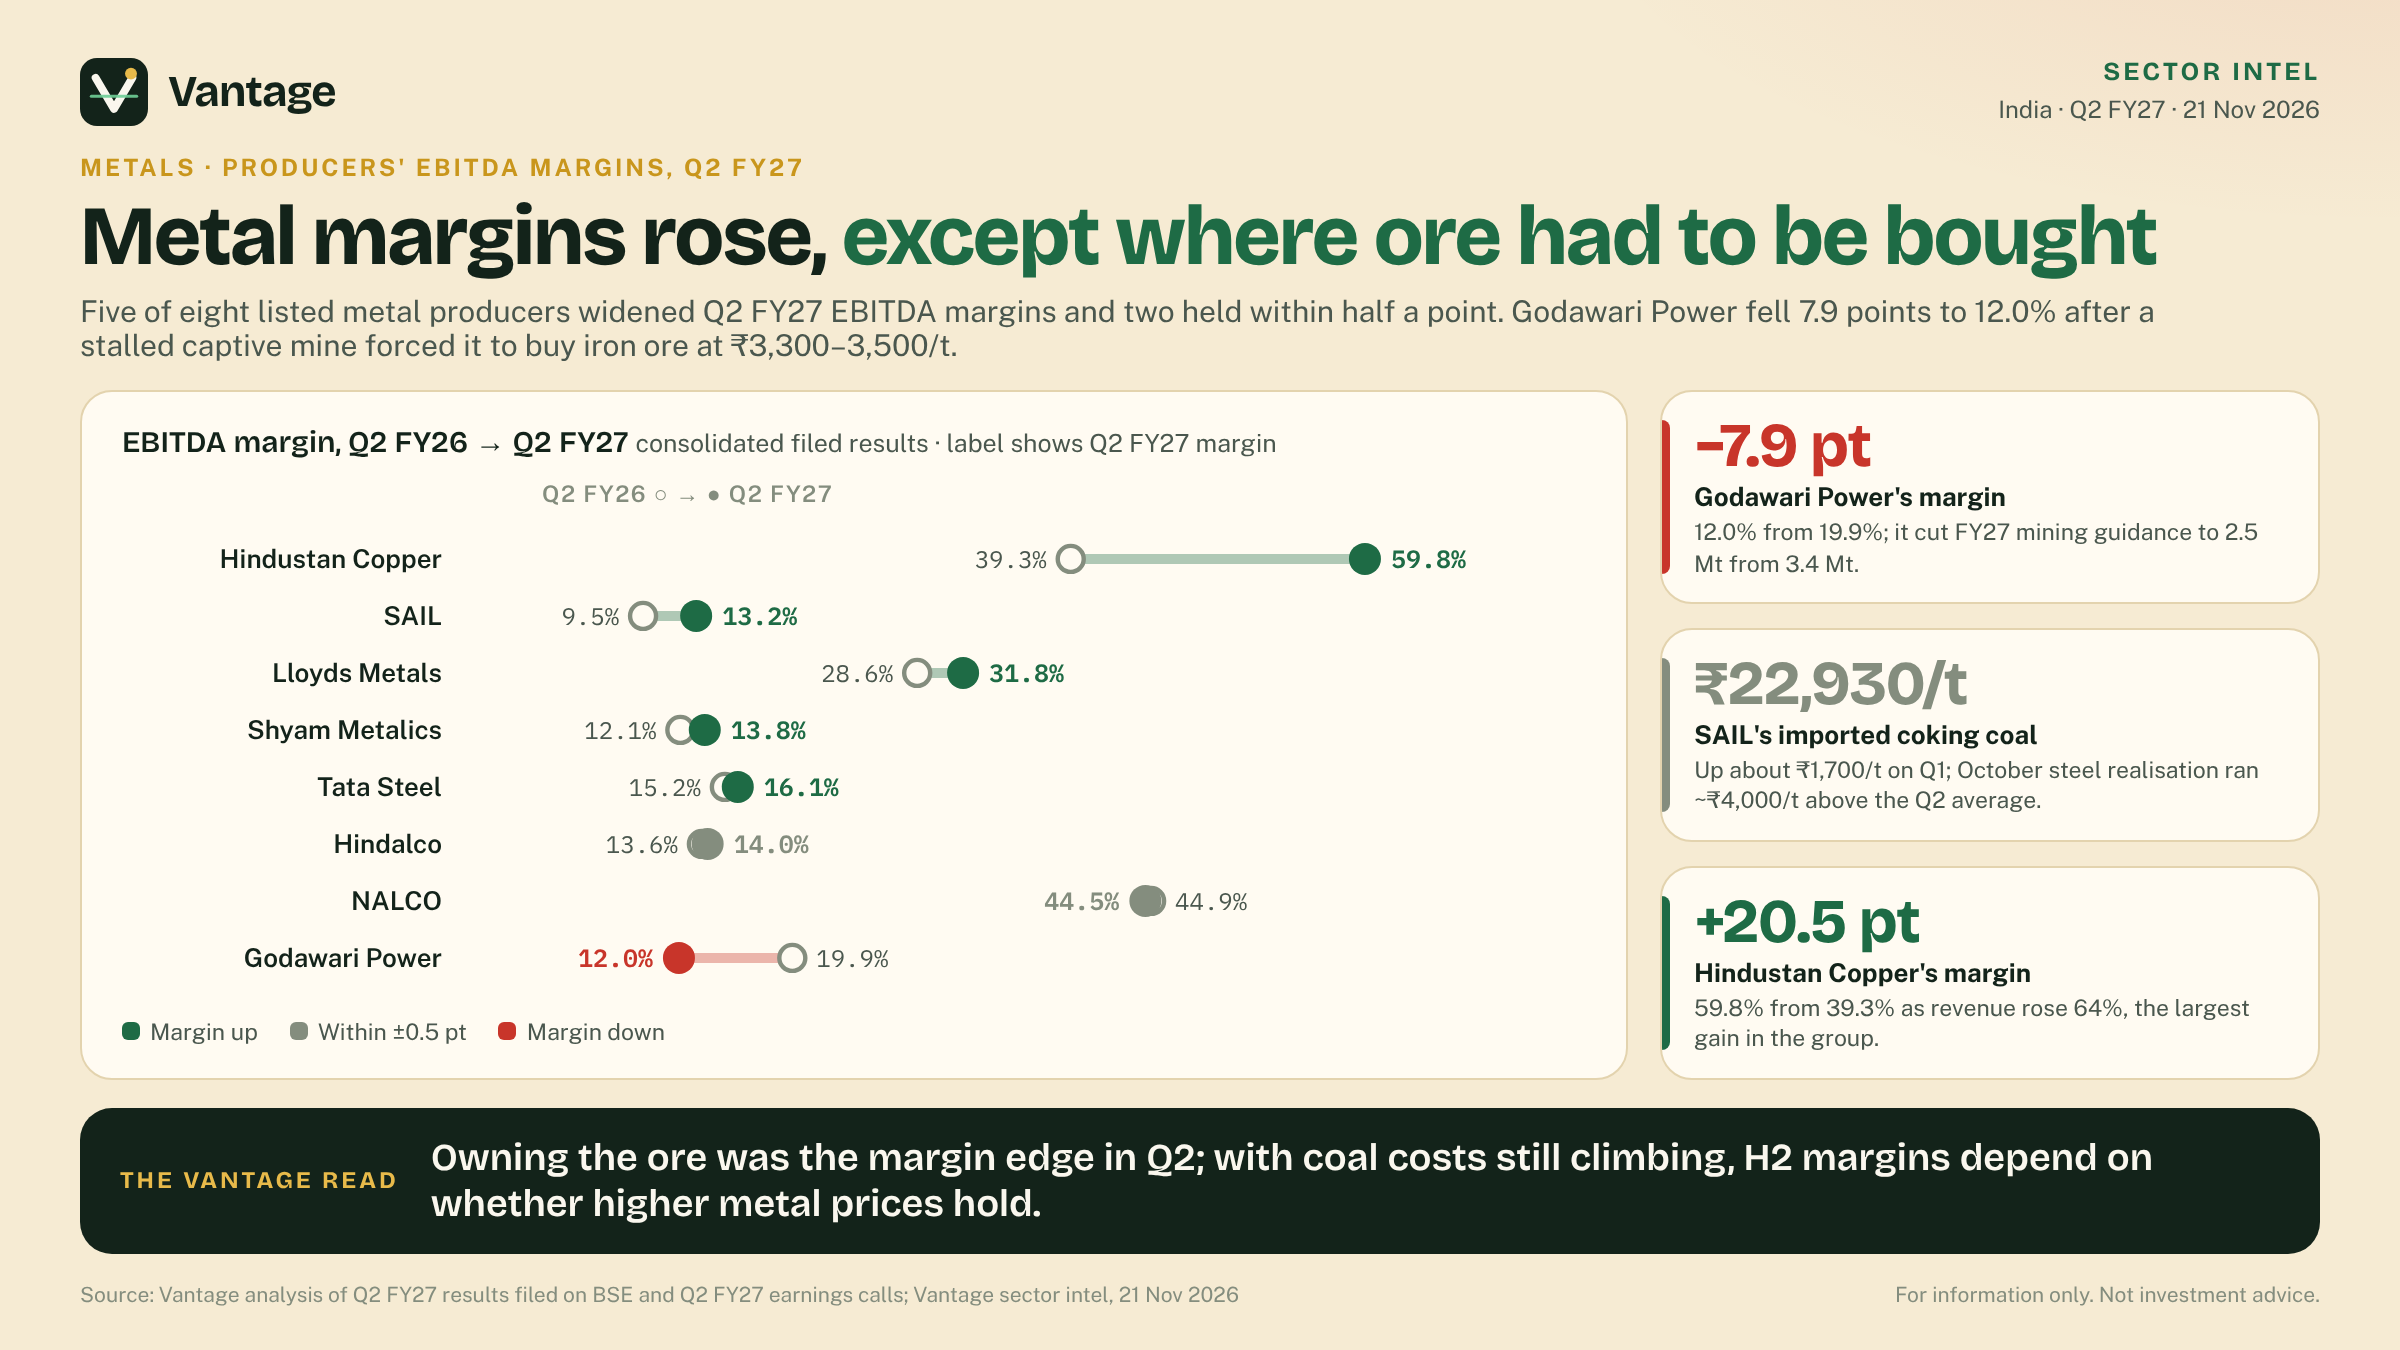 Vantage
SECTOR INTEL
India · Q2 FY27 · 21 Nov 2026
METALS · PRODUCERS' EBITDA MARGINS, Q2 FY27
Metal margins rose, except where ore had to be bought
Five of eight listed metal producers widened Q2 FY27 EBITDA margins and two held within half a point. Godawari Power fell 7.9 points to 12.0% after a
stalled captive mine forced it to buy iron ore at ₹3,300–3,500/t.
EBITDA margin, Q2 FY26 → Q2 FY27 consolidated filed results · label shows Q2 FY27 margin
Q2 FY26 ○ → ● Q2 FY27
Hindustan Copper 39.3% 59.8%
SAIL 9.5% 13.2%
Lloyds Metals 28.6% 31.8%
Shyam Metalics 12.1% 13.8%
Tata Steel 15.2% 16.1%
Hindalco 13.6% 14.0%
NALCO 44.5% 44.9%
Godawari Power 12.0% 19.9%
Margin up Within ±0.5 pt Margin down
−7.9 pt
Godawari Power's margin
12.0% from 19.9%; it cut FY27 mining guidance to 2.5
Mt from 3.4 Mt.
₹22,930/t
SAIL's imported coking coal
Up about ₹1,700/t on Q1; October steel realisation ran
~₹4,000/t above the Q2 average.
+20.5 pt
Hindustan Copper's margin
59.8% from 39.3% as revenue rose 64%, the largest
gain in the group.
THE VANTAGE READ
Owning the ore was the margin edge in Q2; with coal costs still climbing, H2 margins depend on
whether higher metal prices hold.
Source: Vantage analysis of Q2 FY27 results filed on BSE and Q2 FY27 earnings calls; Vantage sector intel, 21 Nov 2026
For information only. Not investment advice.